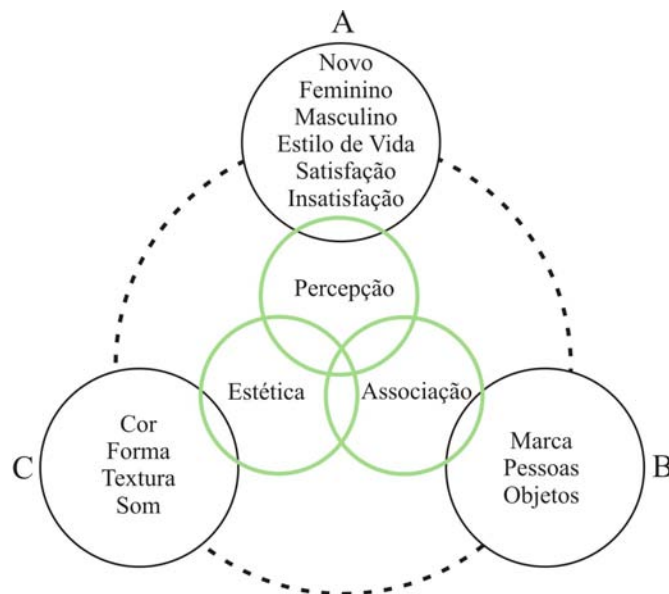 A
Novo
Feminino
Masculino
Estilo de Vida
Satisfação
Insatisfação
Percepção
Estética
Associação
C
Cor
Forma
Textura
Som
Marca
Pessoas
Objetos
B